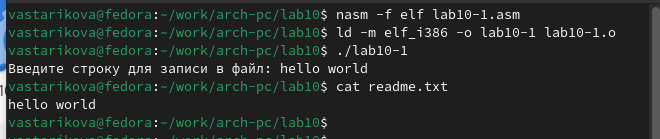 vastarikova@fedora:~/work/arch-pc/lab10$ nasm -f elf lab10-1.asm
vastarikova@fedora:~/work/arch-pc/lab10$ ld -m elf_i386 -o lab10-1 lab10-1.o
vastarikova@fedora:~/work/arch-pc/lab10$ ./lab10-1
Введите строку для записи в файл: hello world
vastarikova@fedora:~/work/arch-pc/lab10$ cat readme.txt
hello world
vastarikova@fedora:~/work/arch-pc/lab10$
vastarikova@fedora:~/work/arch-pc/lab10$